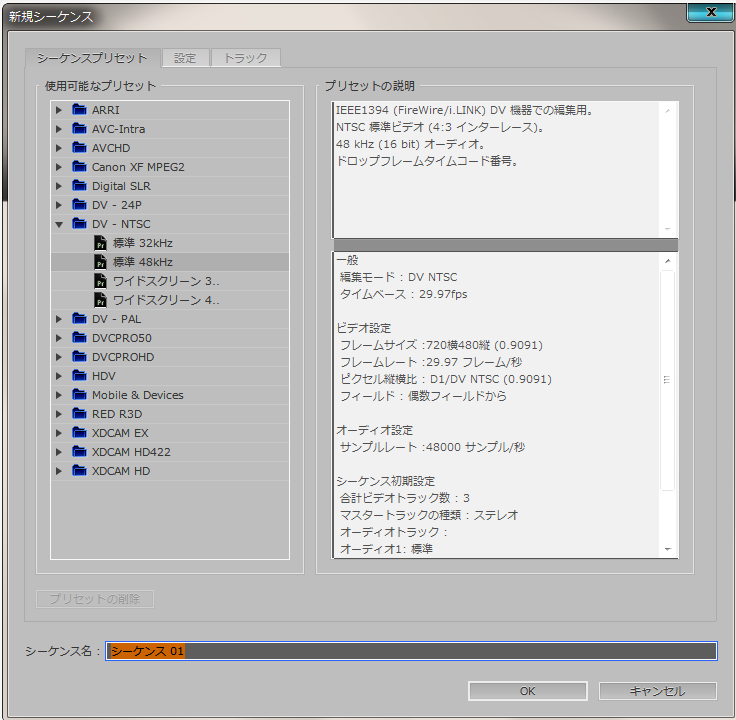 新規シーケンス
シーケンスプリセット 設定 トラック
使用可能なプリセット
ARRI
AVC-Intra
AVCHD
Canon XF MPEG2
Digital SLR
DV - 24P
DV - NTSC
標準 32kHz
標準 48kHz
ワイドスクリーン 3..
ワイドスクリーン 4..
DV - PAL
DVCPRO50
DVCPROHD
HDV
Mobile & Devices
RED R3D
XDCAM EX
XDCAM HD422
XDCAM HD
プリセットの説明
IEEE1394 (FireWire/i.LINK) DV 機器での編集用。
NTSC 標準ビデオ (4:3 インターレース)。
48 kHz (16 bit) オーディオ。
ドロップフレームタイムコード番号。
一般
編集モード : DV NTSC
タイムベース : 29.97fps
ビデオ設定
フレームサイズ :720横480縦 (0.9091)
フレームレート :29.97 フレーム/秒
ピクセル縦横比 : D1/DV NTSC (0.9091)
フィールド : 偶数フィールドから
オーディオ設定
サンプルレート :48000 サンプル/秒
シーケンス初期設定
合計ビデオトラック数 : 3
マスタートラックの種類 : ステレオ
オーディオトラック :
オーディオ1: 標準
プリセットの削除
シーケンス名 : シーケンス 01
OK キャンセル